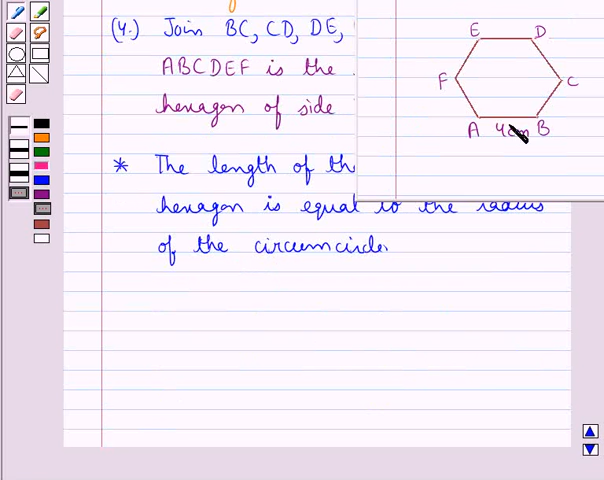 (4.) Join BC, CD, DE,
ABCDEF is the
hexagon of side
* The length of the
hexagon is equal to the radius
of the circumcircle
E D
F C
A 4cm B